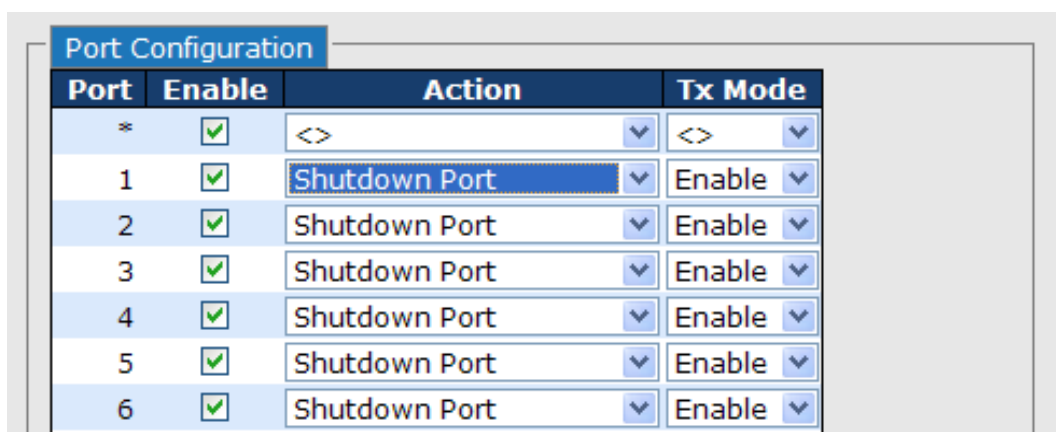 Port Configuration
Port Enable Action Tx Mode
* <> <>
1 Shutdown Port Enable
2 Shutdown Port Enable
3 Shutdown Port Enable
4 Shutdown Port Enable
5 Shutdown Port Enable
6 Shutdown Port Enable